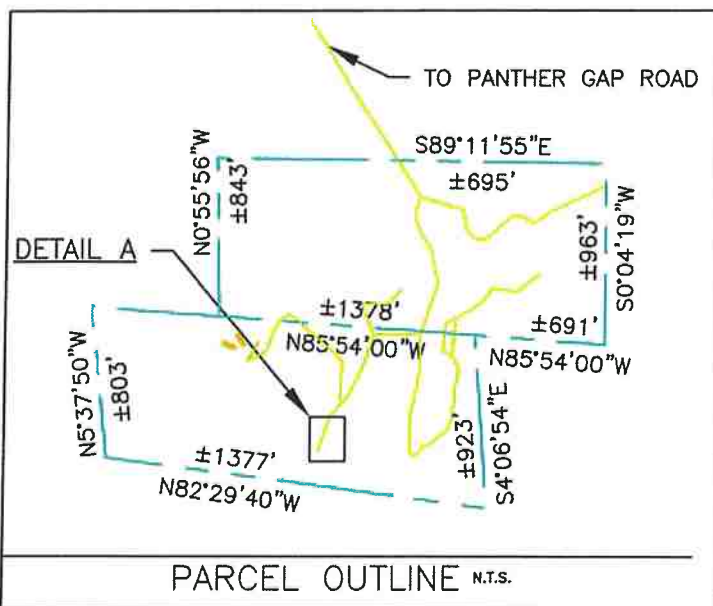 TO PANTHER GAP ROAD
S89°11'55"E
±695'
N0°55'56"W
±843'
S0°04'19"W
±963'
DETAIL A
±1378'
N85°54'00"W
±691'
N85°54'00"W
N5°37'50"W
±803'
±923'
S4°06'54"E
±1377'
N82°29'40"W
PARCEL OUTLINE N.T.S.